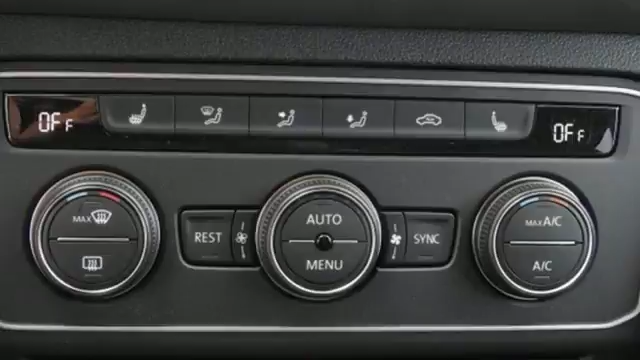 OFF
OFF
MAX
AUTO
MAX A/C
REST
SYNC
MENU
A/C